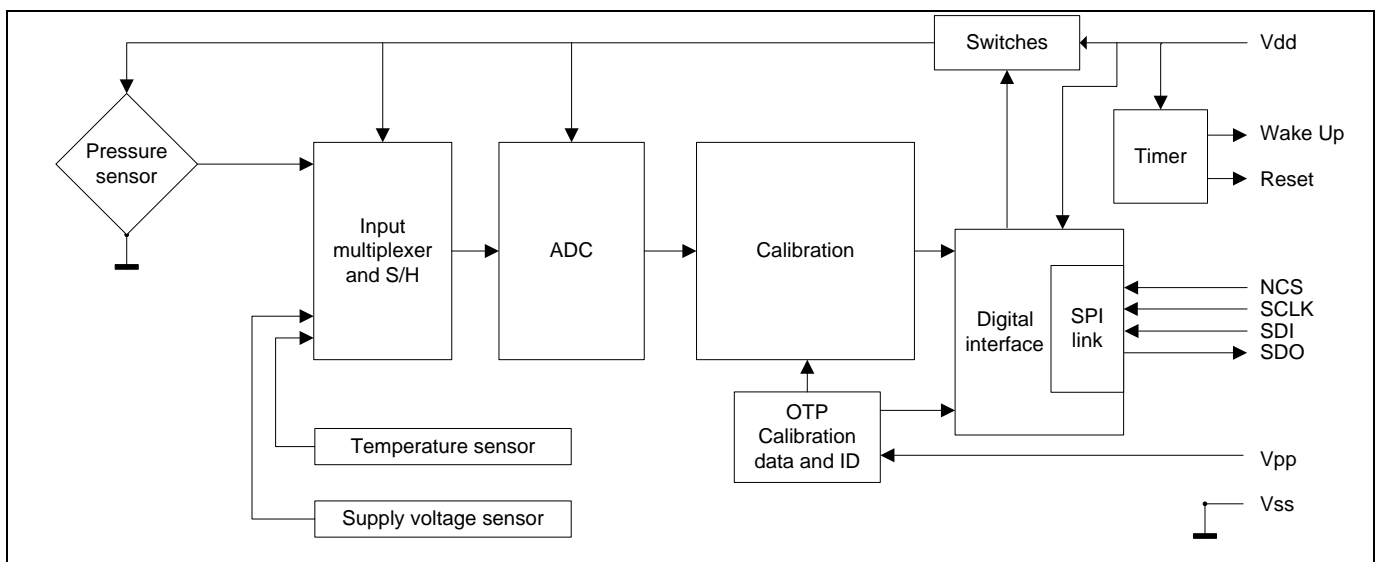 Switches
Vdd
Pressure
sensor
Timer
Wake Up
Reset
Input
multiplexer
and S/H
ADC
Calibration
Digital
interface
SPI
link
NCS
SCLK
SDI
SDO
OTP
Calibration
data and ID
Temperature sensor
Vpp
Supply voltage sensor
Vss